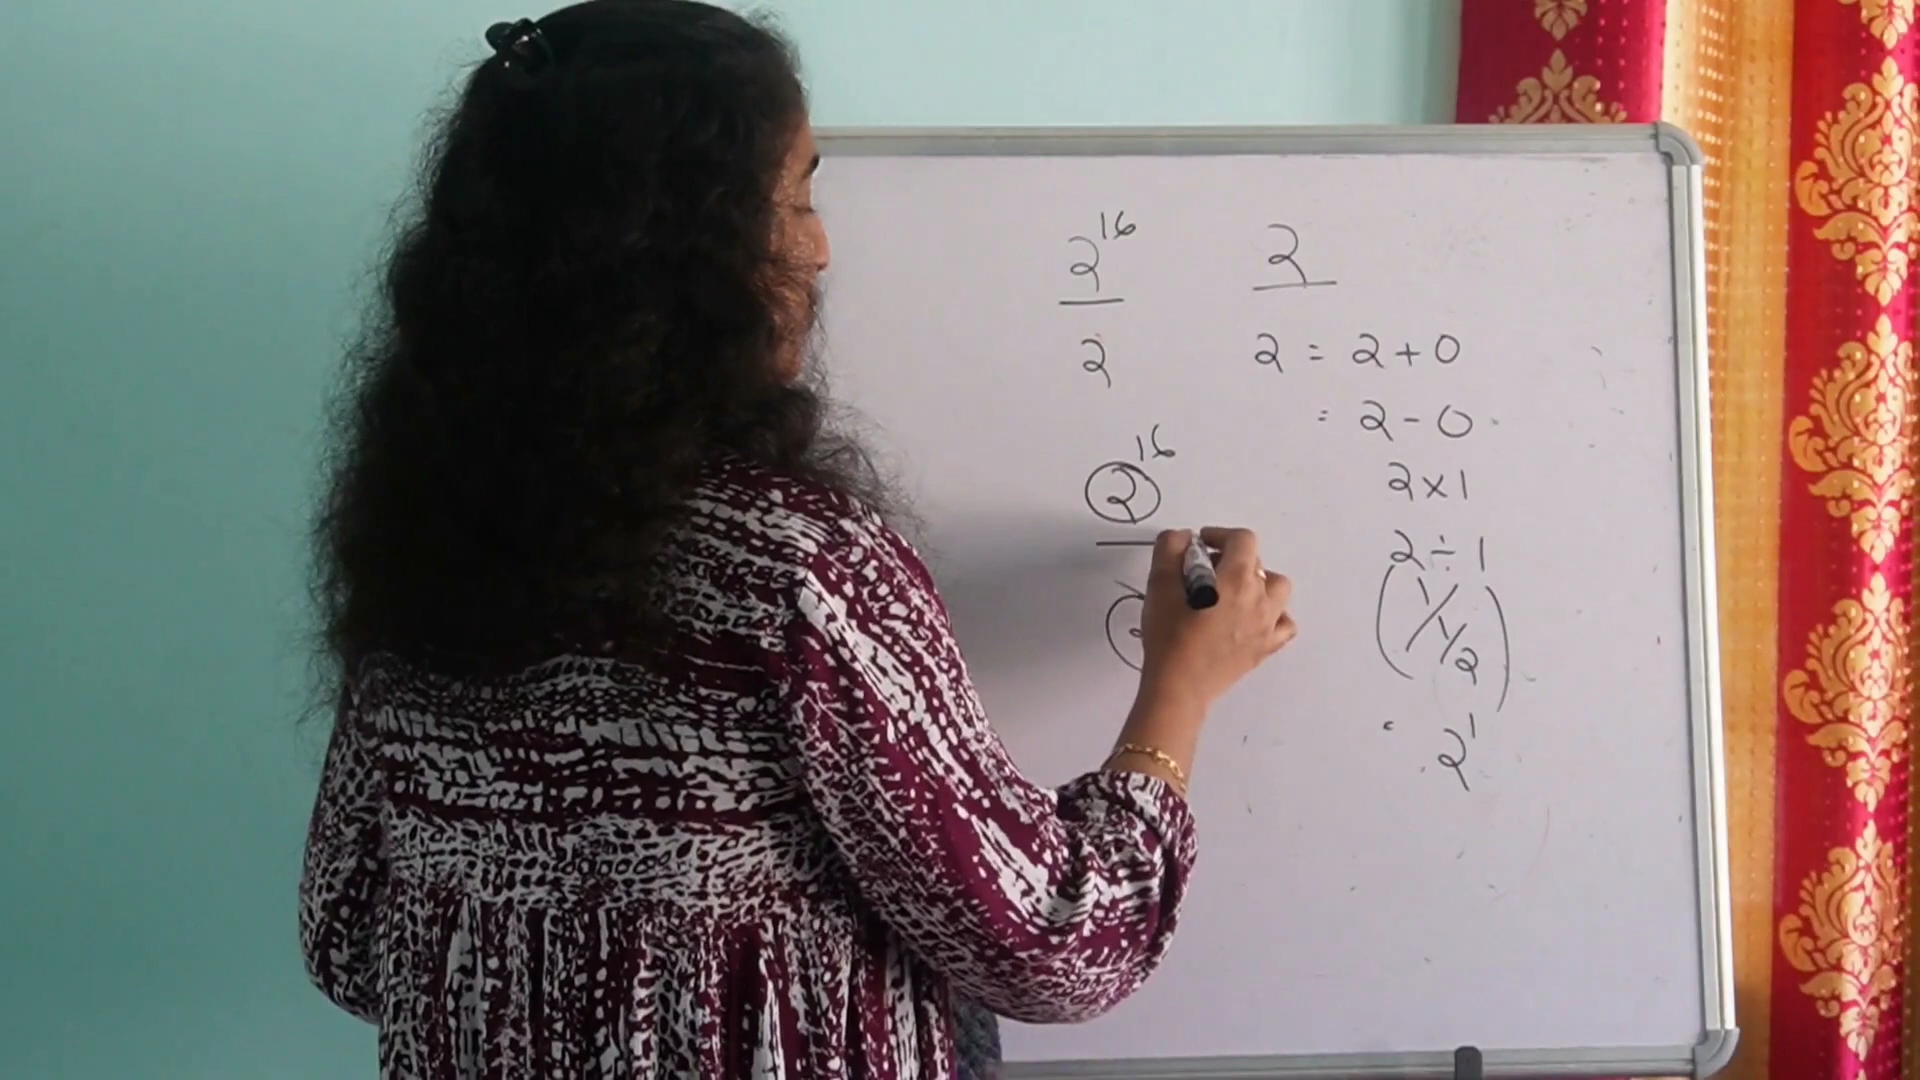 2^16
2
2^16
2
2 = 2 + 0
= 2 - 0
2 x 1
2 ÷ 1
(1/1/2)
2^1